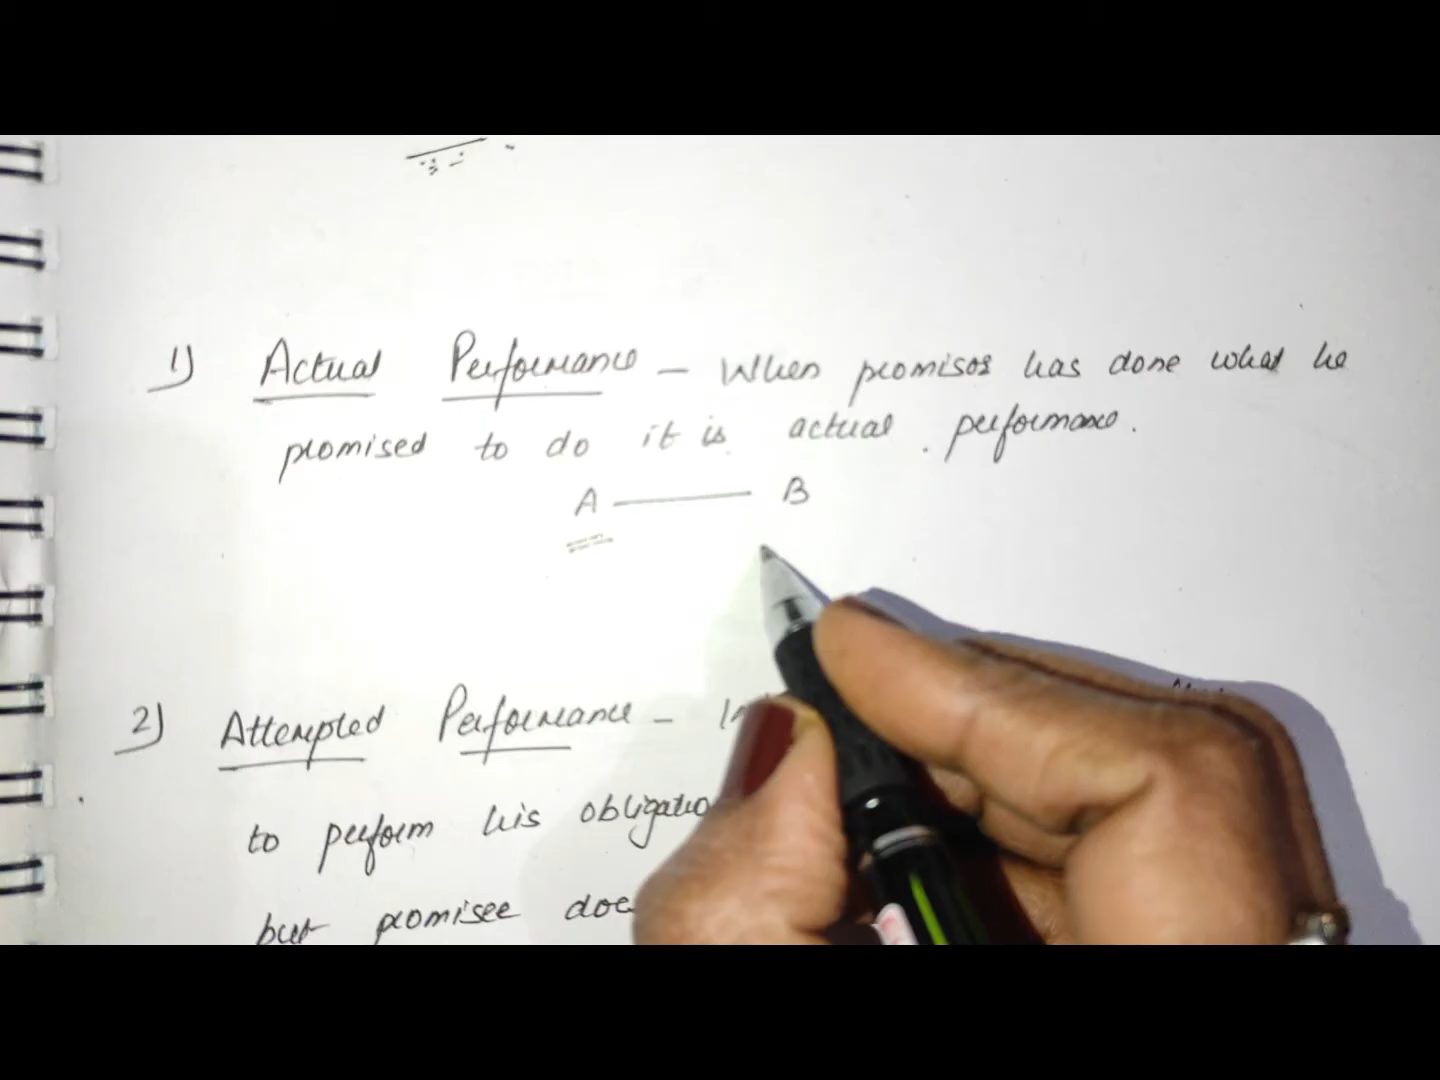 1) Actual Performance - When promisor has done what he
promised to do it is actual performance.
A —— B
2) Attempted Performance -
to perform his
but promisee